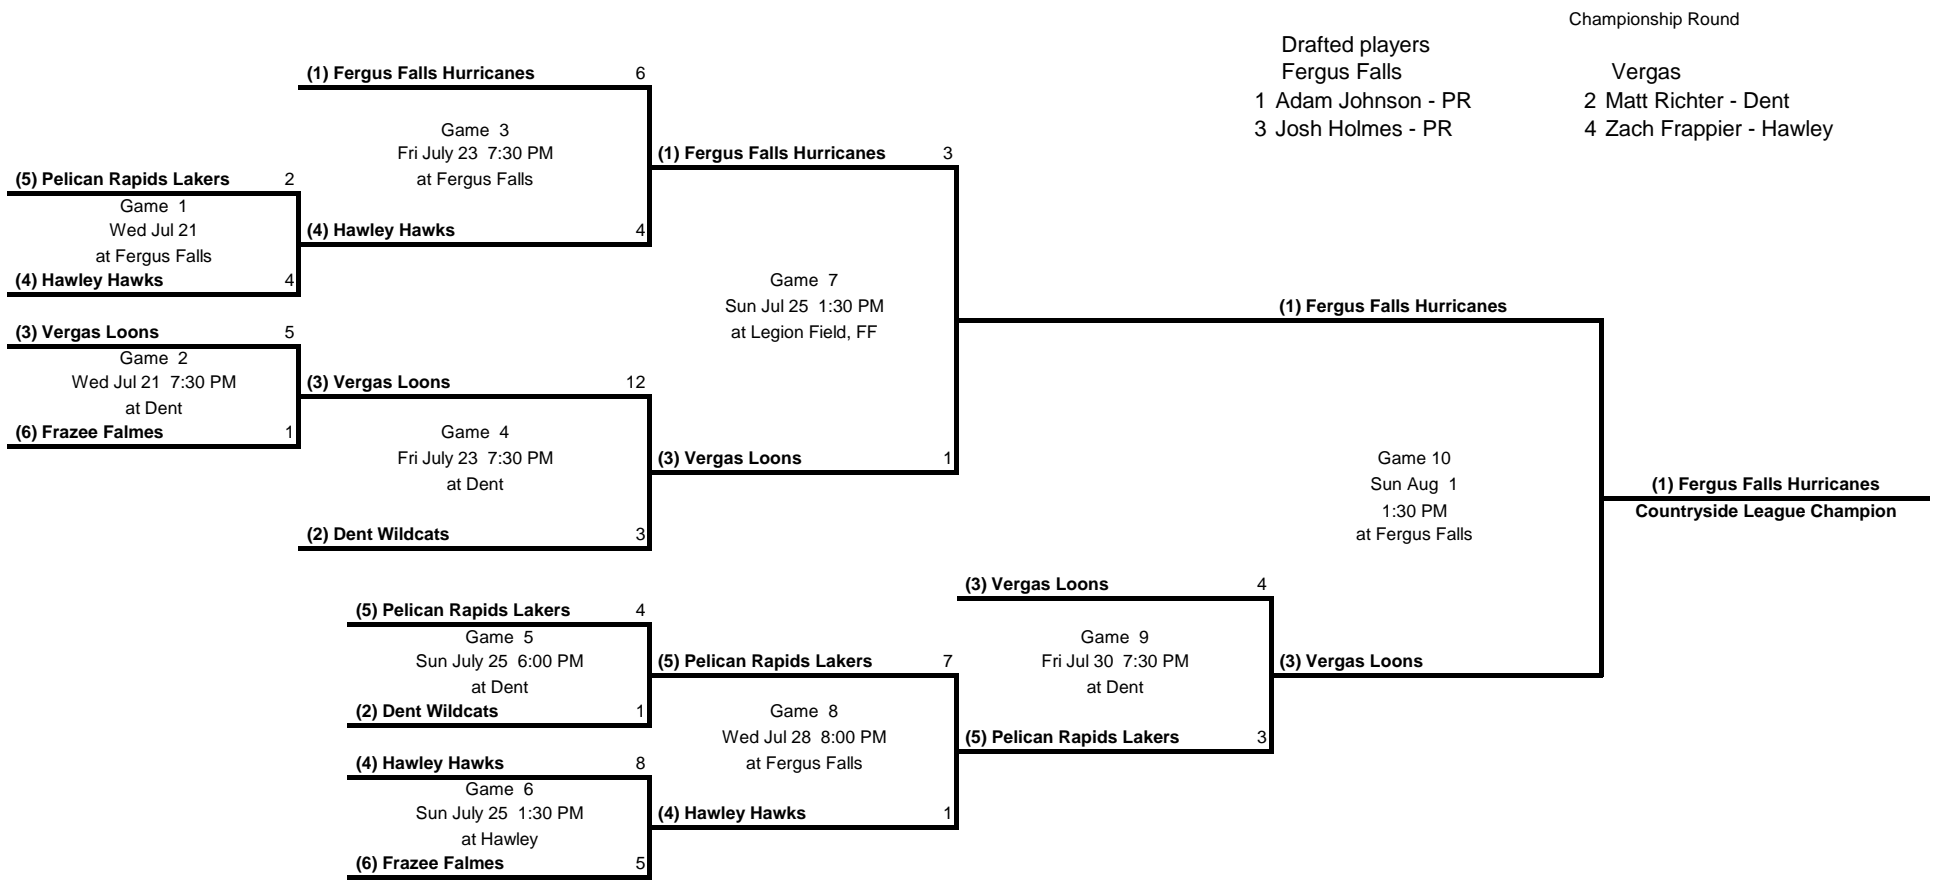 Championship Round
Drafted players
Fergus Falls Vergas
1 Adam Johnson - PR 2 Matt Richter - Dent
3 Josh Holmes - PR 4 Zach Frappier - Hawley
(1) Fergus Falls Hurricanes 6
Game 3
Fri July 23 7:30 PM
at Fergus Falls
(4) Hawley Hawks 4
(5) Pelican Rapids Lakers 2
Game 1
Wed Jul 21
at Fergus Falls
(4) Hawley Hawks 4
(3) Vergas Loons 5
Game 2
Wed Jul 21 7:30 PM
at Dent
(6) Frazee Falmes 1
(3) Vergas Loons 12
Game 4
Fri July 23 7:30 PM
at Dent
(2) Dent Wildcats 3
(1) Fergus Falls Hurricanes 3
Game 7
Sun Jul 25 1:30 PM
at Legion Field, FF
(3) Vergas Loons 1
(5) Pelican Rapids Lakers 4
Game 5
Sun July 25 6:00 PM
at Dent
(2) Dent Wildcats 1
(4) Hawley Hawks 8
Game 6
Sun July 25 1:30 PM
at Hawley
(6) Frazee Falmes 5
(5) Pelican Rapids Lakers 7
Game 8
Wed Jul 28 8:00 PM
at Fergus Falls
(4) Hawley Hawks 1
(3) Vergas Loons 4
Game 9
Fri Jul 30 7:30 PM
at Dent
(5) Pelican Rapids Lakers 3
(1) Fergus Falls Hurricanes
Game 10
Sun Aug 1
1:30 PM
at Fergus Falls
(3) Vergas Loons
(1) Fergus Falls Hurricanes
Countryside League Champion